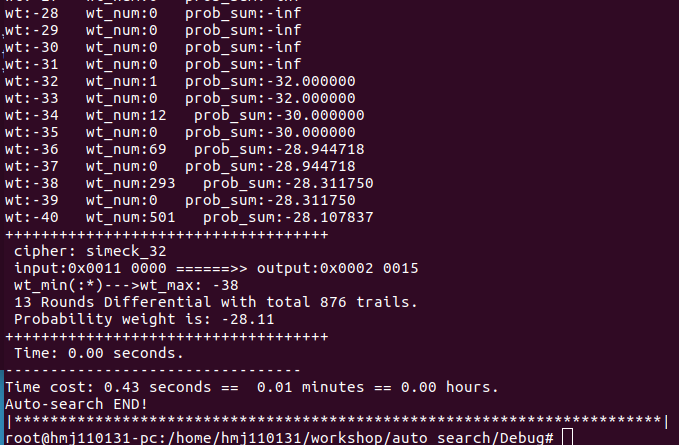 wt:-28 wt_num:0 prob_sum:-inf
wt:-29 wt_num:0 prob_sum:-inf
wt:-30 wt_num:0 prob_sum:-inf
wt:-31 wt_num:0 prob_sum:-inf
wt:-32 wt_num:1 prob_sum:-32.000000
wt:-33 wt_num:0 prob_sum:-32.000000
wt:-34 wt_num:12 prob_sum:-30.000000
wt:-35 wt_num:0 prob_sum:-30.000000
wt:-36 wt_num:69 prob_sum:-28.944718
wt:-37 wt_num:0 prob_sum:-28.944718
wt:-38 wt_num:293 prob_sum:-28.311750
wt:-39 wt_num:0 prob_sum:-28.311750
wt:-40 wt_num:501 prob_sum:-28.107837
++++++++++++++++++++++++++++++++++++
cipher: simeck_32
input:0x0011 0000 ======>> output:0x0002 0015
wt_min(:*)--->wt_max: -38
13 Rounds Differential with total 876 trails.
Probability weight is: -28.11
++++++++++++++++++++++++++++++++++++
Time: 0.00 seconds.
---------------------------------
Time cost: 0.43 seconds == 0.01 minutes == 0.00 hours.
Auto-search END!
|************************************************************************|
root@hmj110131-pc:/home/hmj110131/workshop/auto_search/Debug#